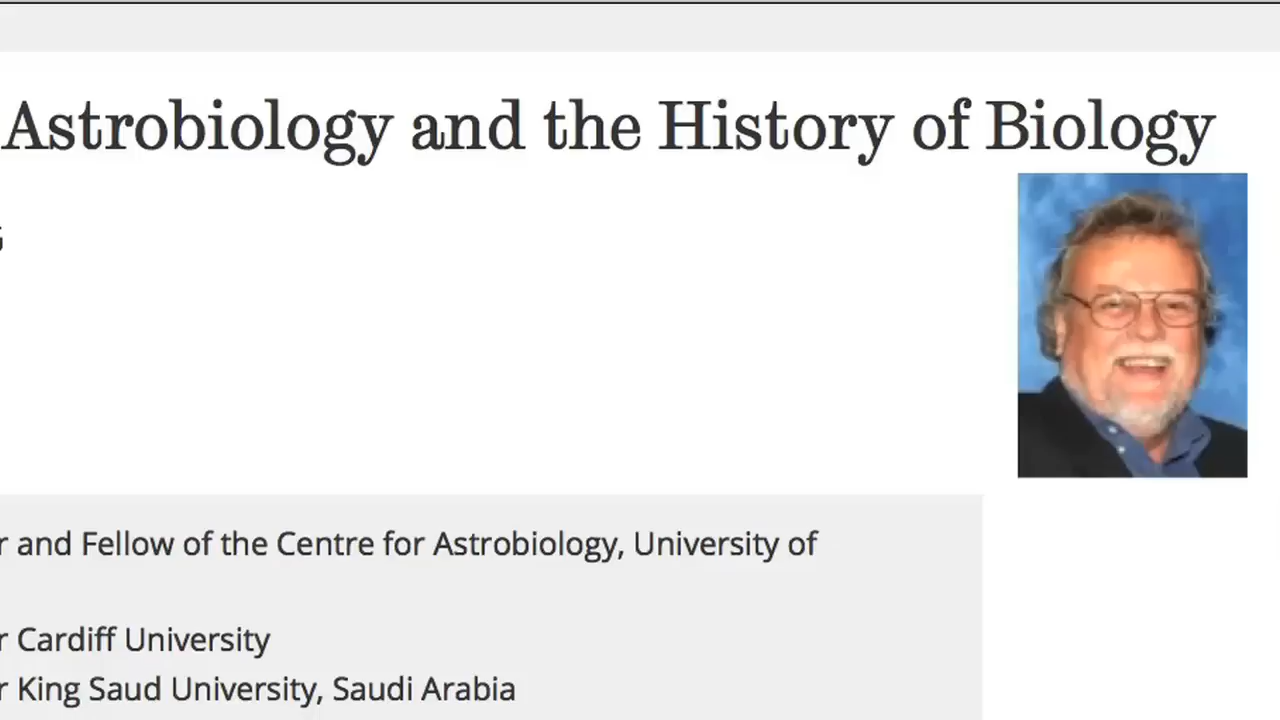 Astrobiology and the History of Biology
r and Fellow of the Centre for Astrobiology, University of
r Cardiff University
r King Saud University, Saudi Arabia